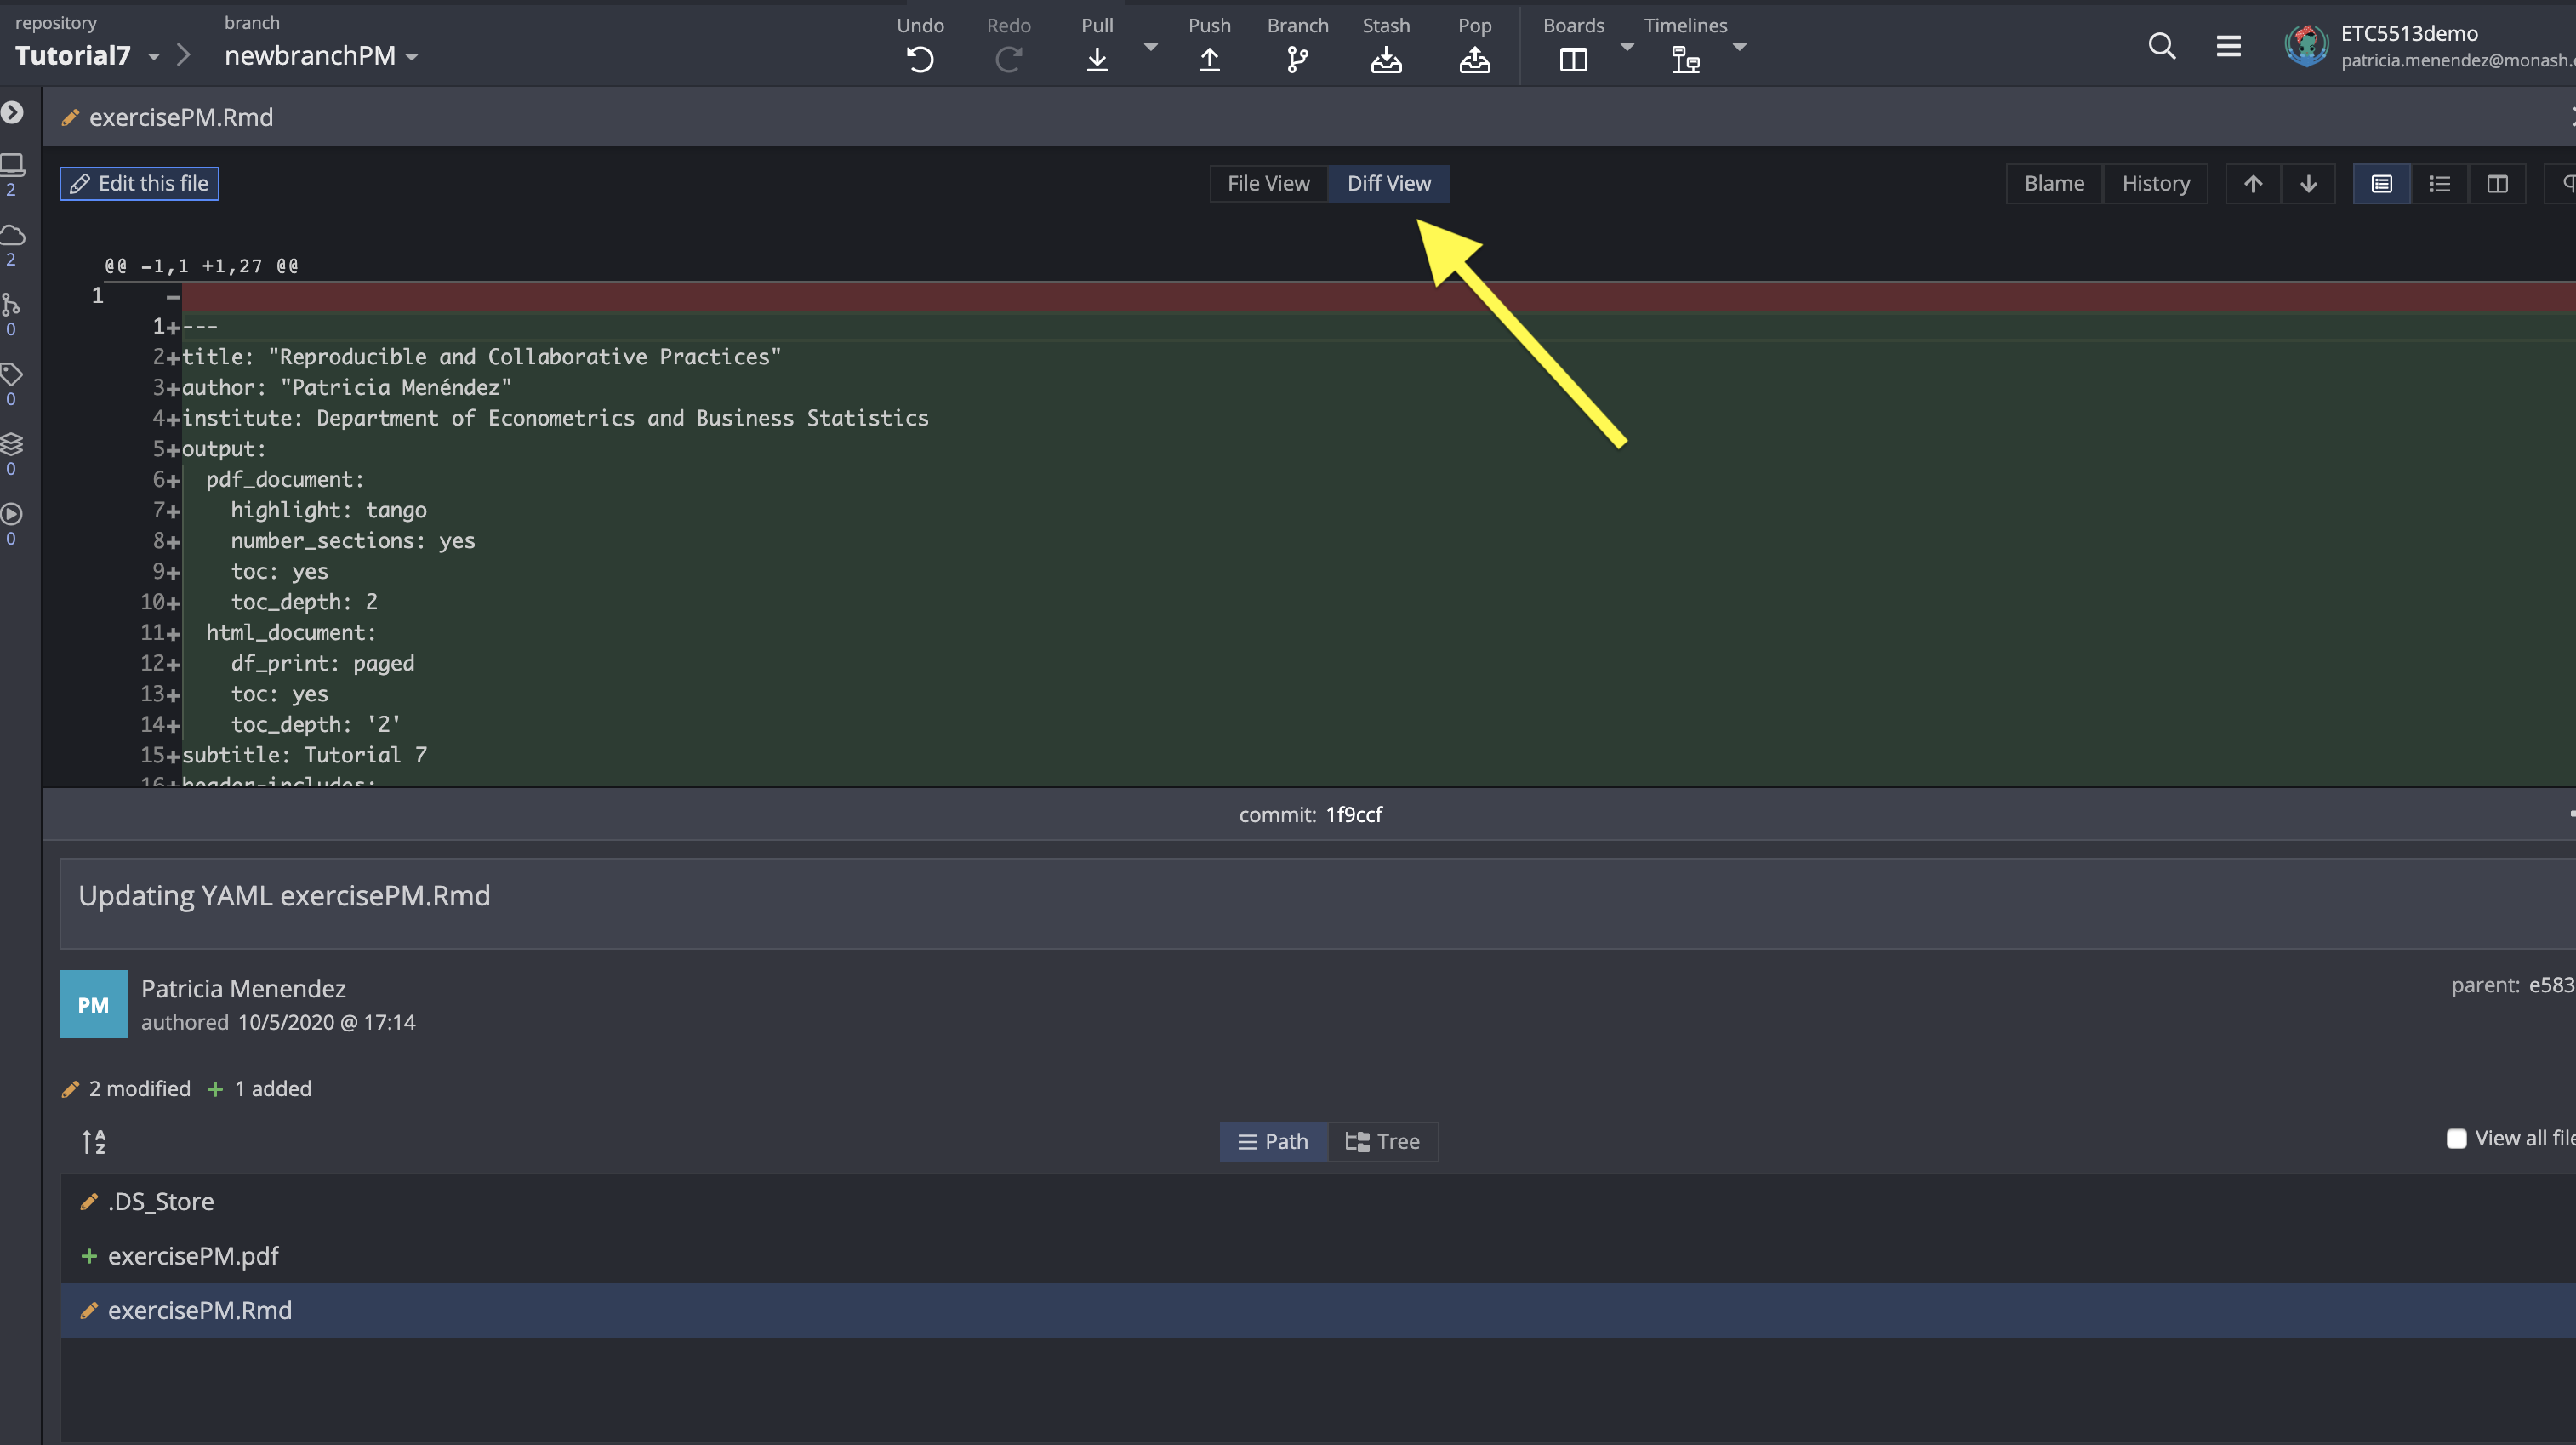 repository
Tutorial7
branch
newbranchPM
Undo
Redo
Pull
Push
Branch
Stash
Pop
Boards
Timelines
ETC5513demo
patricia.menendez@monash.
exercisePM.Rmd
Edit this file
File View
Diff View
Blame
History
2
2
0
0
0
0
@@ -1,1 +1,27 @@
1 -
1+---
2+title: "Reproducible and Collaborative Practices"
3+author: "Patricia Menéndez"
4+institute: Department of Econometrics and Business Statistics
5+output:
6+  pdf_document:
7+    highlight: tango
8+    number_sections: yes
9+    toc: yes
10+    toc_depth: 2
11+  html_document:
12+    df_print: paged
13+    toc: yes
14+    toc_depth: '2'
15+subtitle: Tutorial 7
16+header-includes:
commit: 1f9ccf
Updating YAML exercisePM.Rmd
PM
Patricia Menendez
authored 10/5/2020 @ 17:14
parent: e583
2 modified + 1 added
A
Z
Path
Tree
View all file
.DS_Store
+ exercisePM.pdf
exercisePM.Rmd